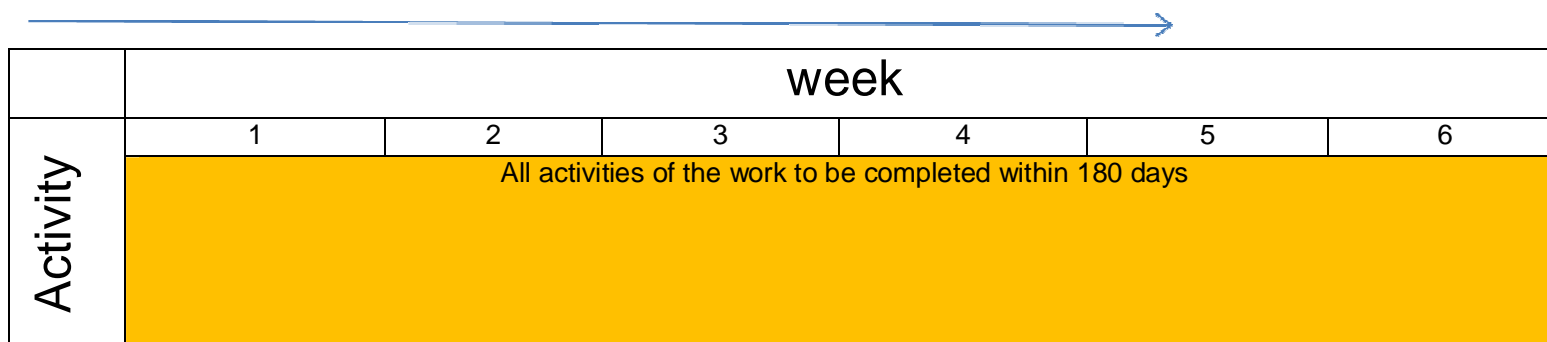 week
1 2 3 4 5 6
Activity
All activities of the work to be completed within 180 days